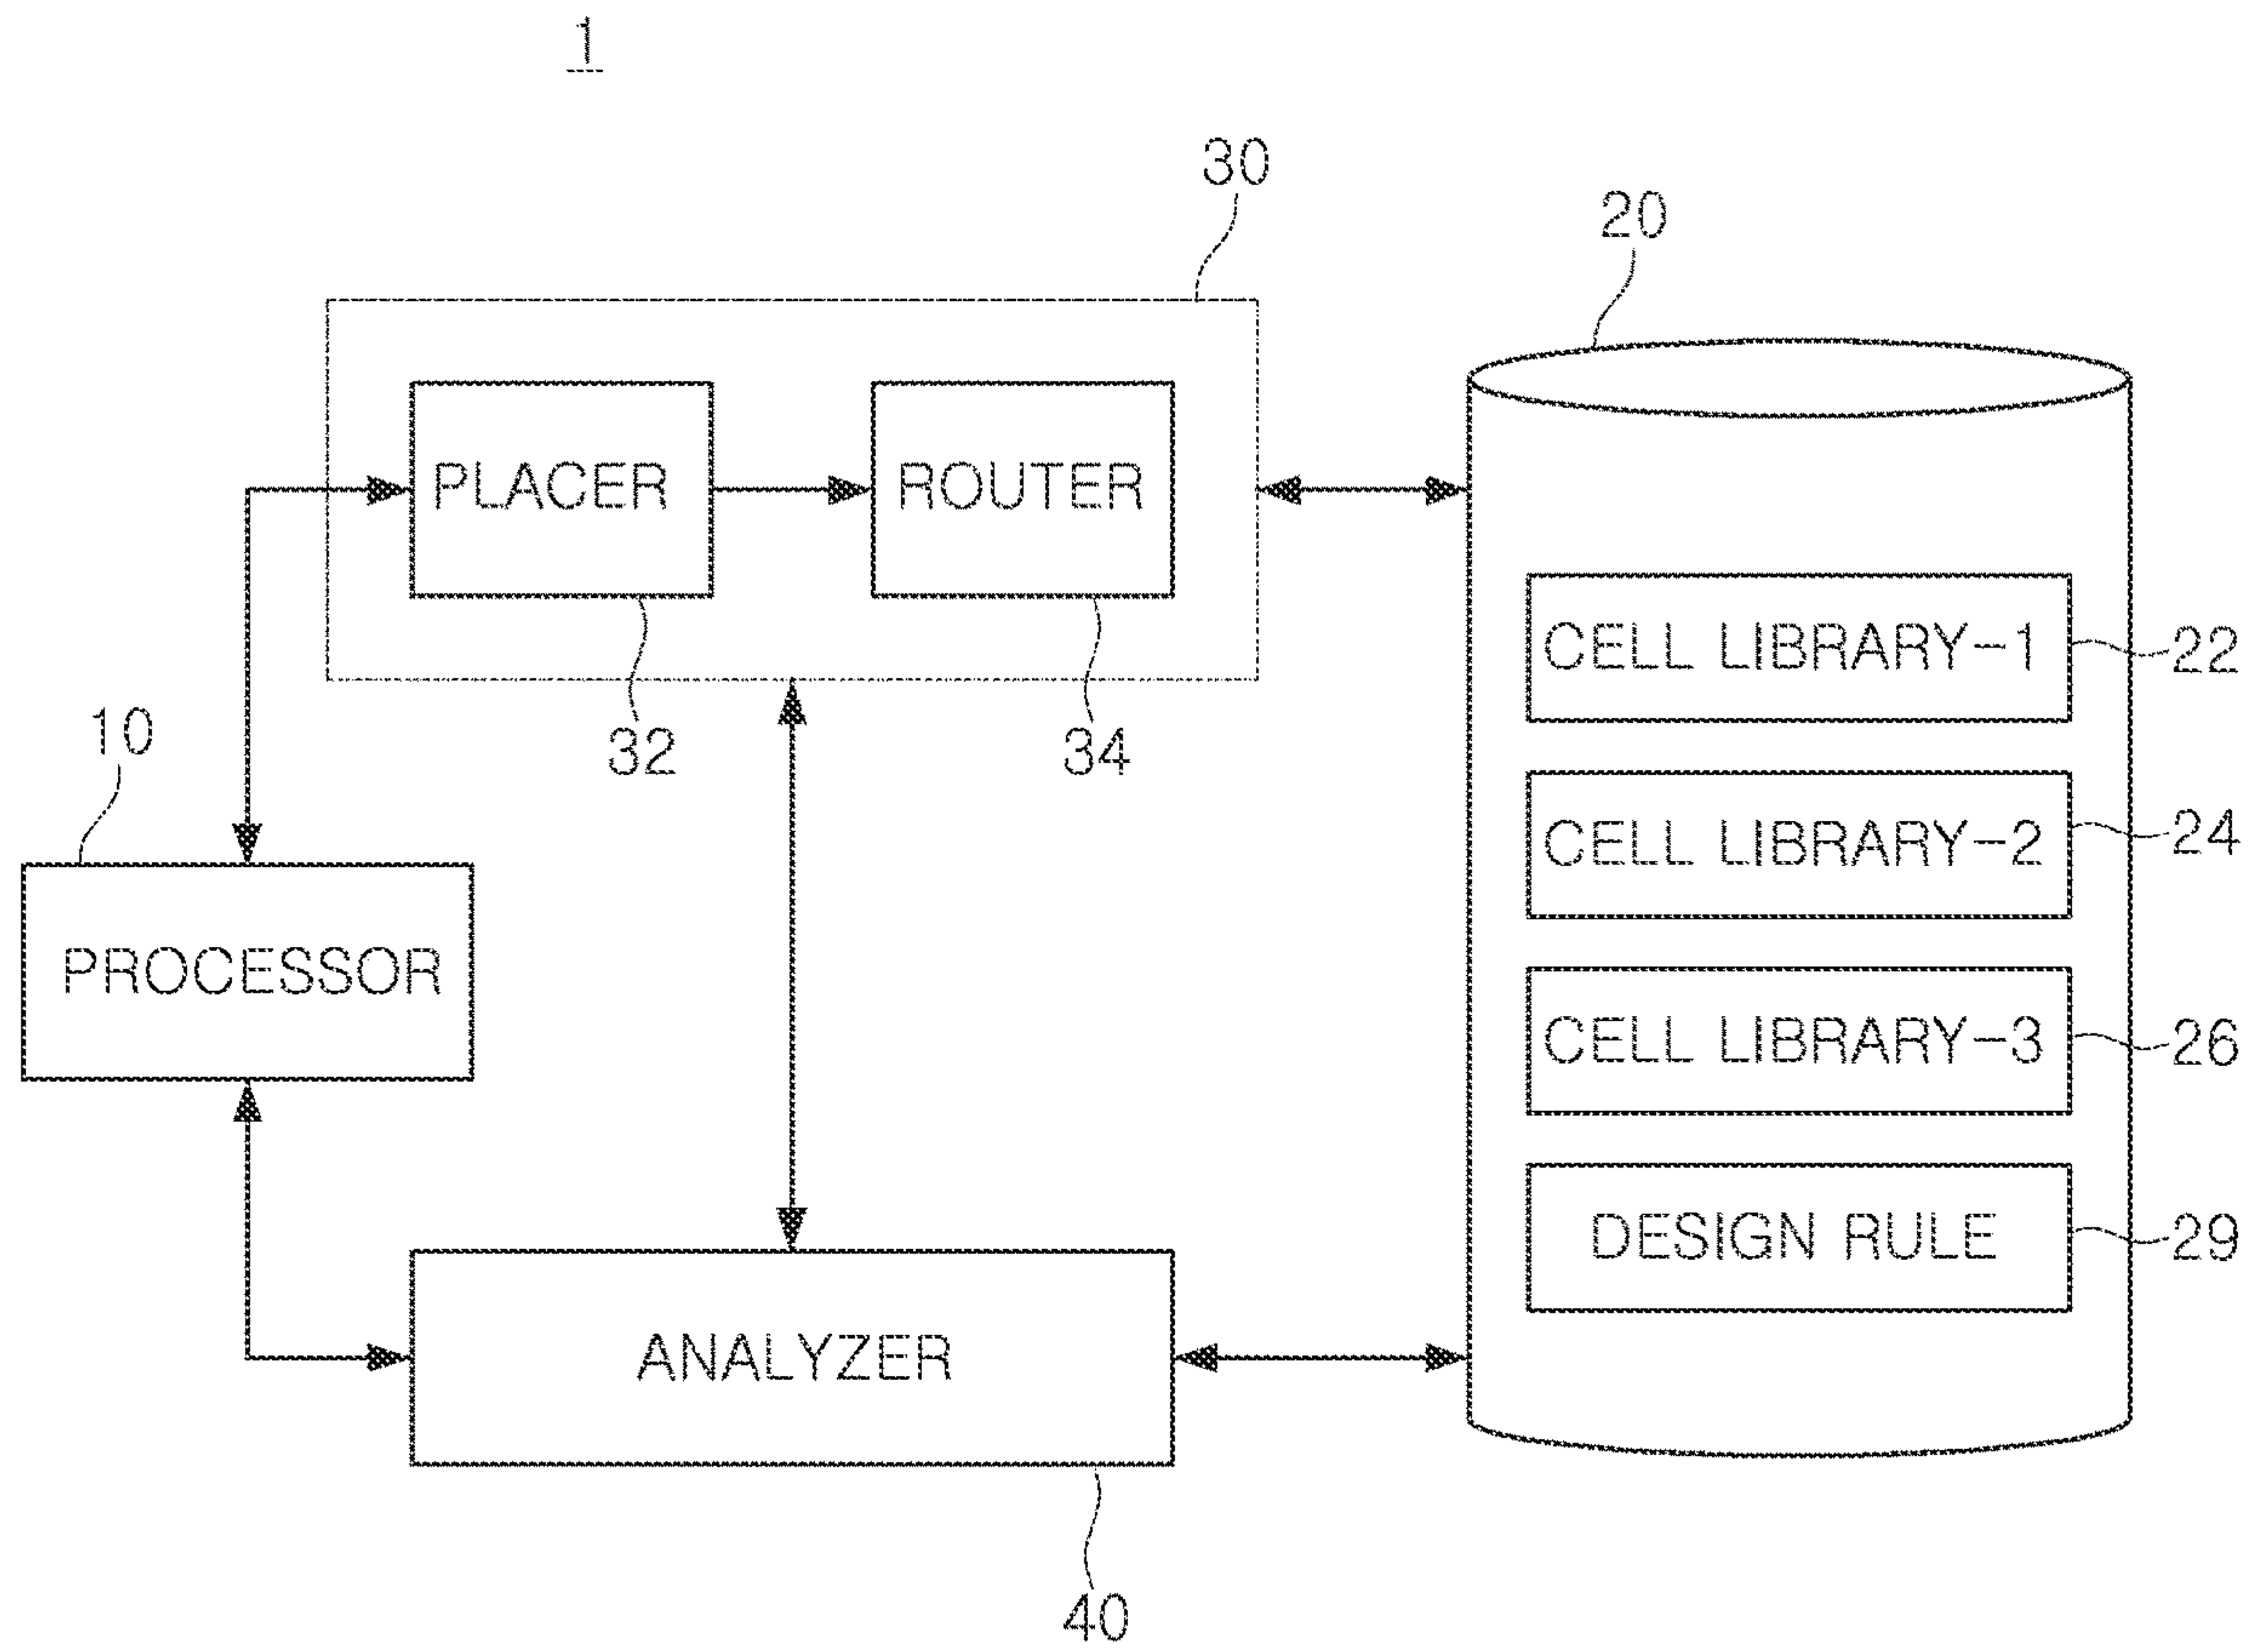 1
30
20
PLACER
ROUTER
CELL LIBRARY-1
22
32
34
10
CELL LIBRARY-2
24
PROCESSOR
CELL LIBRARY-3
26
DESIGN RULE
29
ANALYZER
40